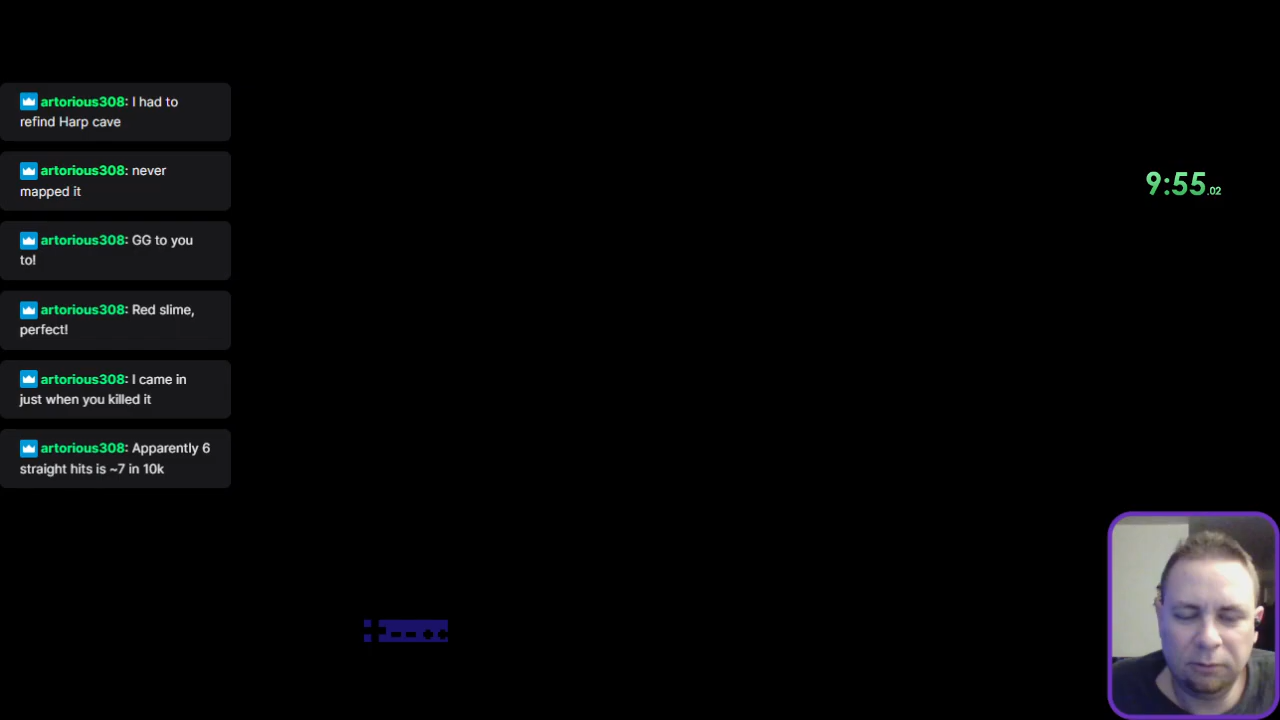 artorious308: I had to
refind Harp cave
artorious308: never
mapped it
artorious308: GG to you
to!
artorious308: Red slime,
perfect!
artorious308: I came in
just when you killed it
artorious308: Apparently 6
straight hits is ~7 in 10k
9:55.02